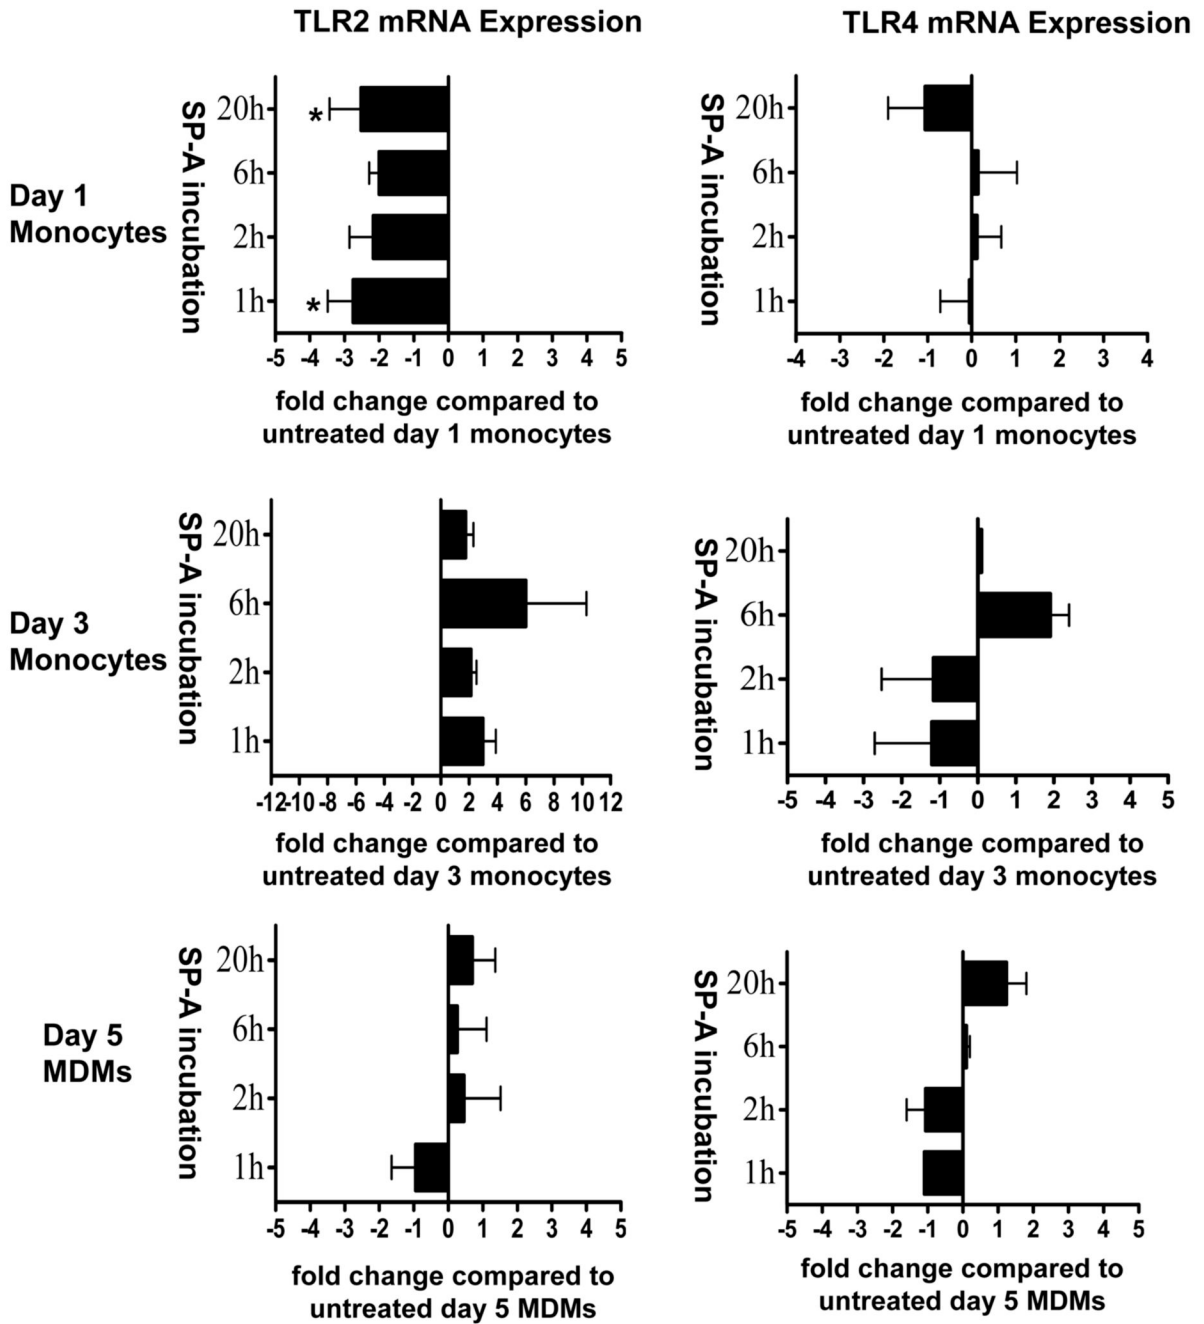 TLR2 mRNA Expression
TLR4 mRNA Expression
Day 1
Monocytes
SP-A incubation
20h
6h
2h
1h
*
*
-5 -4 -3 -2 -1 0 1 2 3 4 5
fold change compared to
untreated day 1 monocytes
SP-A incubation
20h
6h
2h
1h
-4 -3 -2 -1 0 1 2 3 4
fold change compared to
untreated day 1 monocytes
Day 3
Monocytes
SP-A incubation
20h
6h
2h
1h
-12 -10 -8 -6 -4 -2 0 2 4 6 8 10 12
fold change compared to
untreated day 3 monocytes
SP-A incubation
20h
6h
2h
1h
-5 -4 -3 -2 -1 0 1 2 3 4 5
fold change compared to
untreated day 3 monocytes
Day 5
MDMs
SP-A incubation
20h
6h
2h
1h
-5 -4 -3 -2 -1 0 1 2 3 4 5
fold change compared to
untreated day 5 MDMs
SP-A incubation
20h
6h
2h
1h
-5 -4 -3 -2 -1 0 1 2 3 4 5
fold change compared to
untreated day 5 MDMs